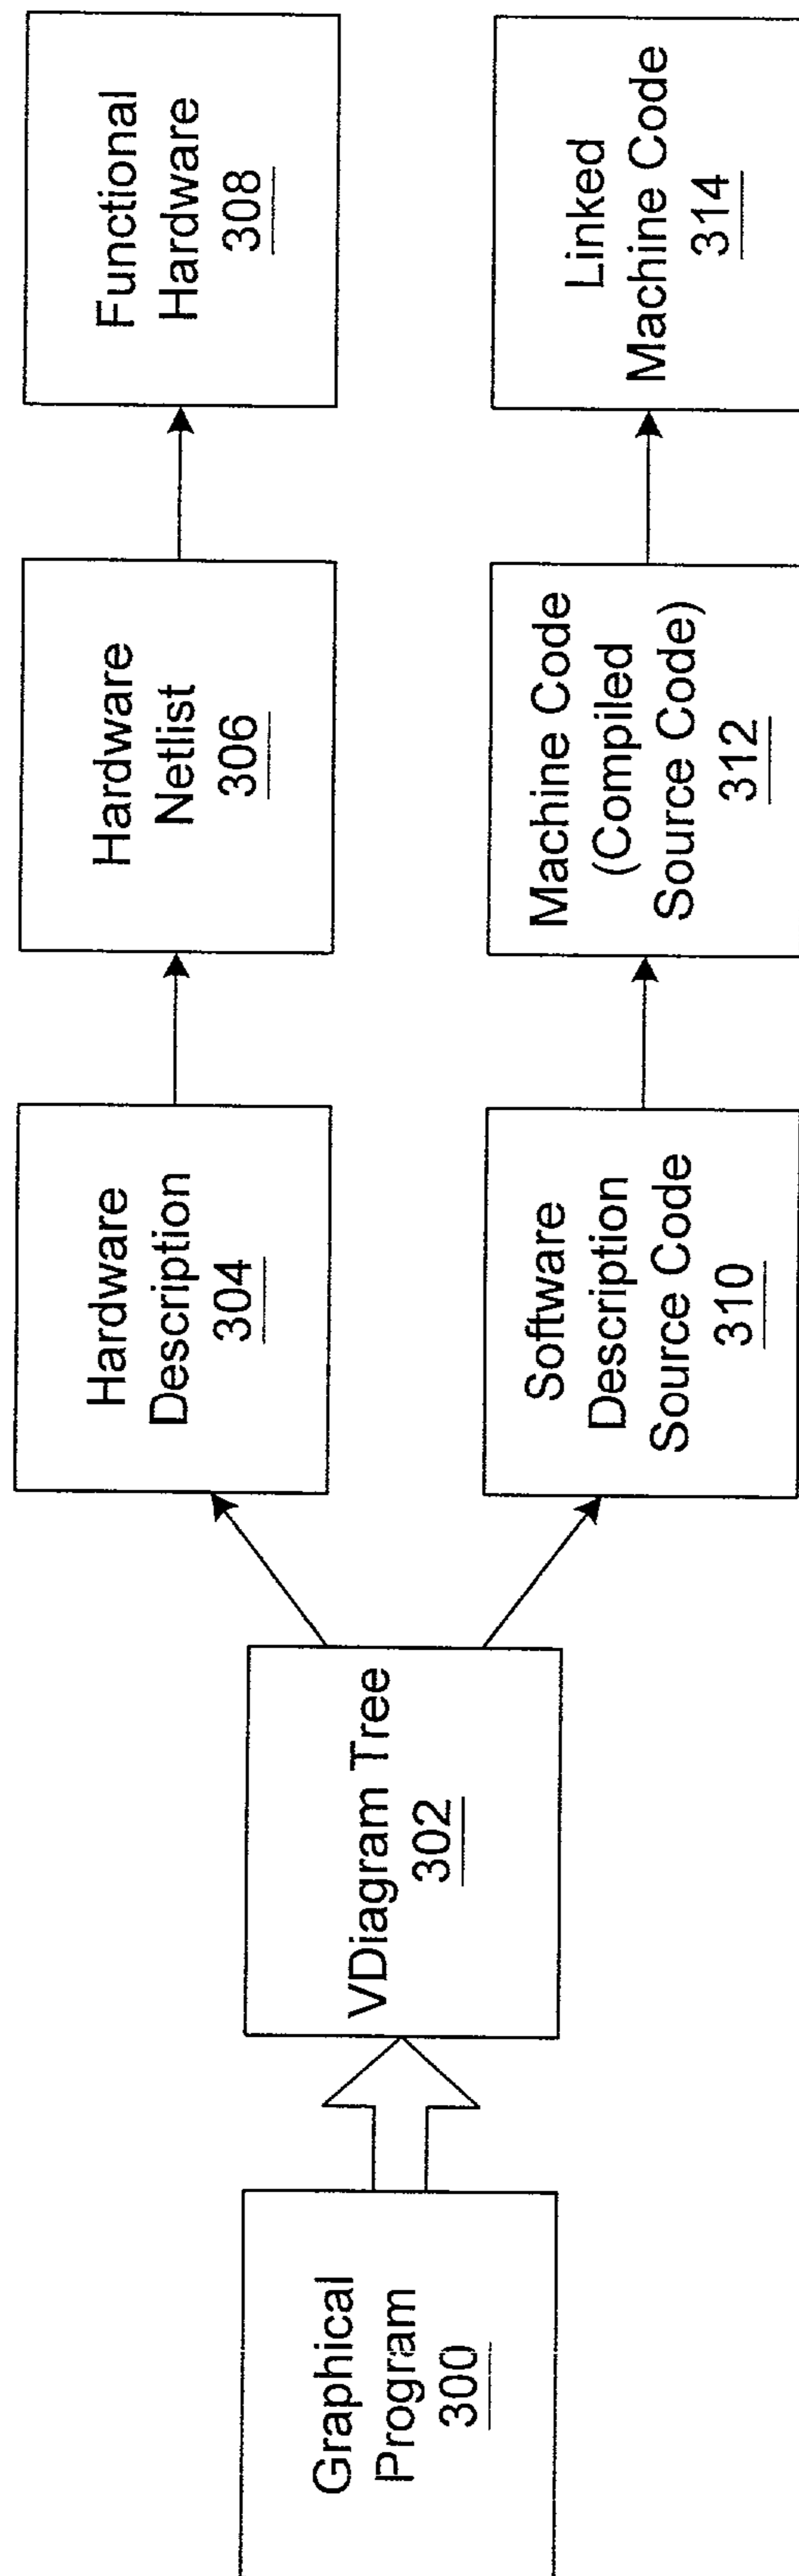 Graphical
Program
300
VDiagram Tree
302
Hardware
Description
304
Hardware
Netlist
306
Functional
Hardware
308
Software
Description
Source Code
310
Machine Code
(Compiled
Source Code)
312
Linked
Machine Code
314